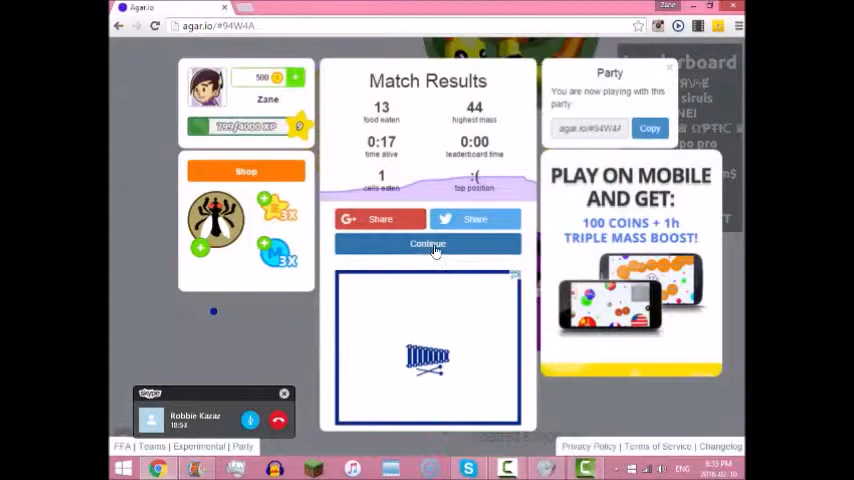 Agar.io
Zane
agar.io/#94W4A
500
Zane
799/4000 XP
9
Shop
3X
3X
Match Results
13
food eaten
44
highest mass
0:17
time alive
0:00
leaderboard time
1
cells eaten
:(
top position
G+ Share
Share
Continue
Party
You are now playing with this
party
agar.io/#94W4A
Copy
PLAY ON MOBILE
AND GET:
100 COINS + 1h
TRIPLE MASS BOOST!
skype
Robbie Kazaz
FFA | Teams | Experimental | Party
Privacy Policy | Terms of Service | Changelog
ENG
6:33 PM
2016-02-10